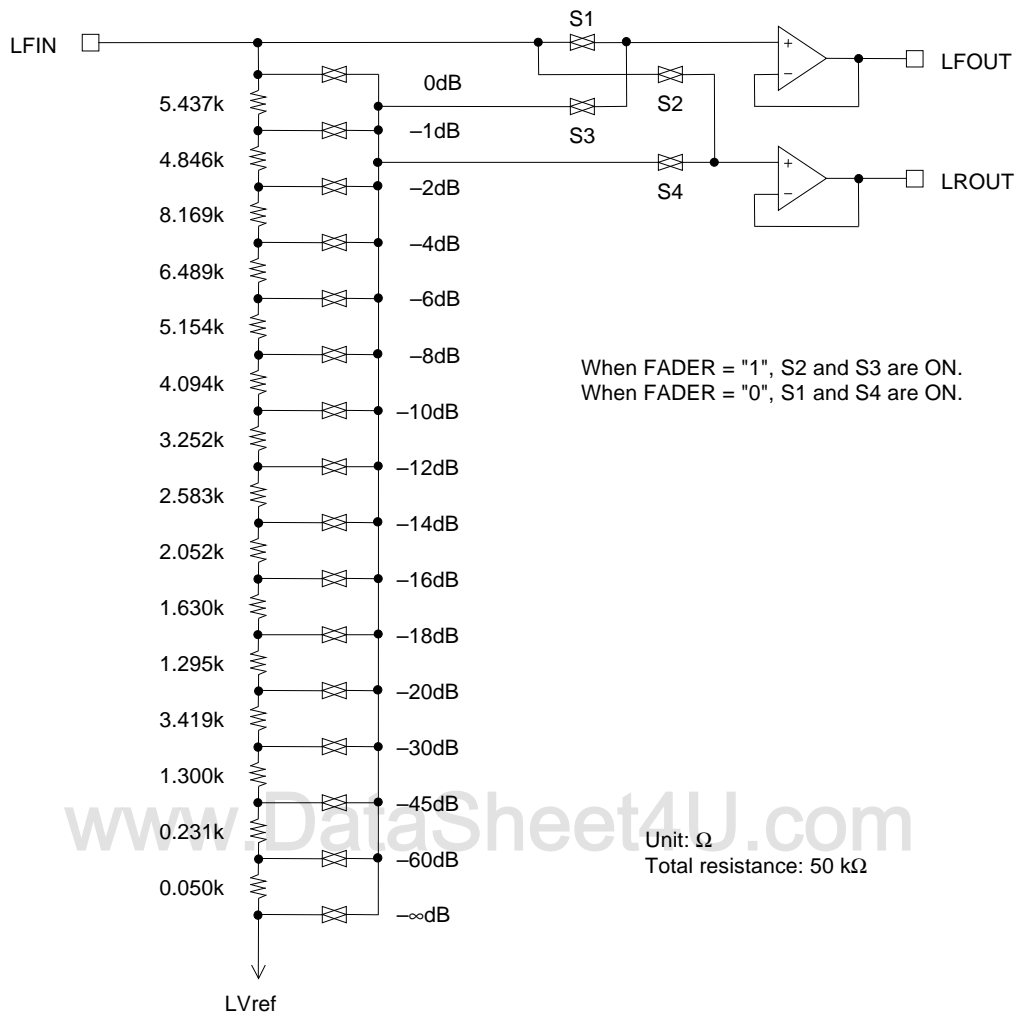 S1
LFIN
LFOUT
0dB
S2
5.437k
S3
–1dB
4.846k
LROUT
–2dB
S4
8.169k
–4dB
6.489k
–6dB
5.154k
–8dB
When FADER = "1", S2 and S3 are ON.
When FADER = "0", S1 and S4 are ON.
4.094k
–10dB
3.252k
–12dB
2.583k
–14dB
2.052k
–16dB
1.630k
–18dB
1.295k
–20dB
3.419k
–30dB
1.300k
–45dB
www.DataSheet4U.com
0.231k
Unit: Ω
–60dB
Total resistance: 50 kΩ
0.050k
–∞dB
LVref
+
–
+
–